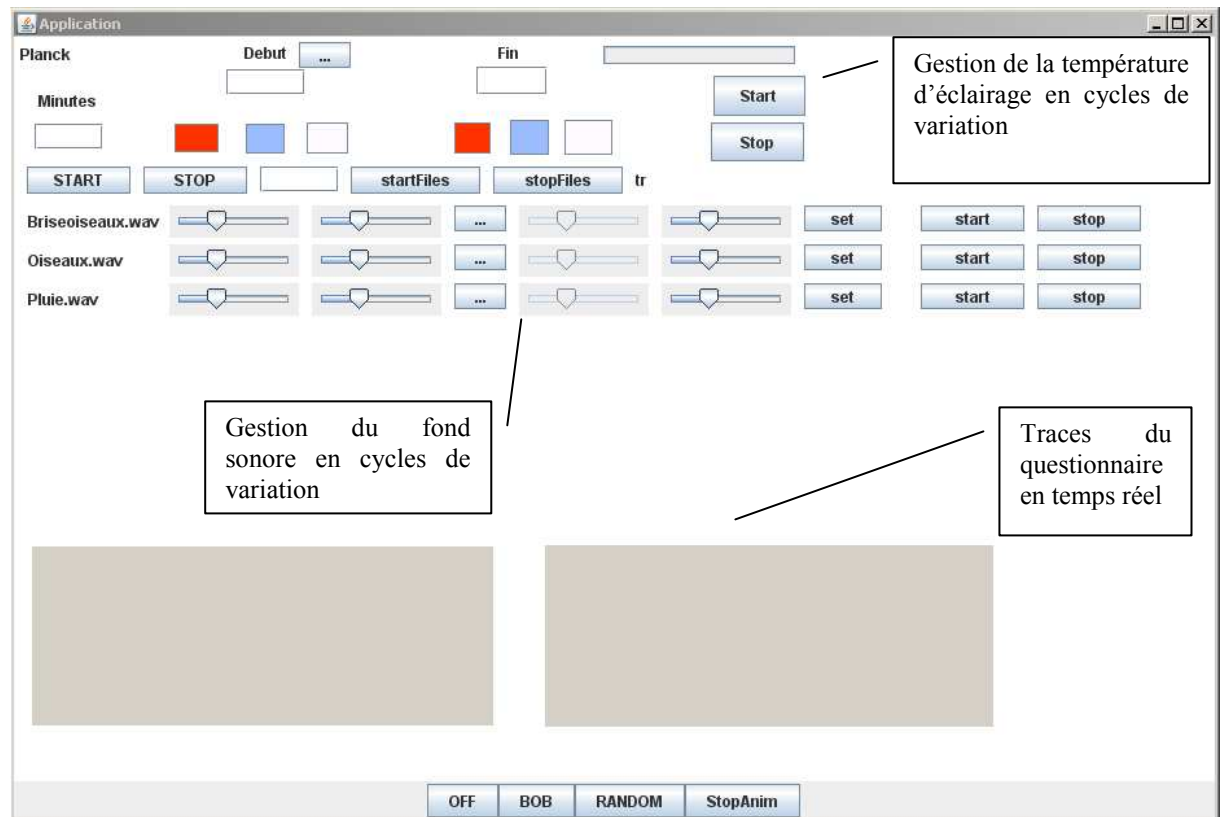 Application
Planck Debut ... Fin
Minutes
Start
Stop
Gestion de la température
d'éclairage en cycles de
variation
START STOP startFiles stopFiles tr
Briseoiseaux.wav ... set start stop
Oiseaux.wav ... set start stop
Pluie.wav ... set start stop
Gestion du fond
sonore en cycles de
variation
Traces du
questionnaire
en temps réel
OFF BOB RANDOM StopAnim